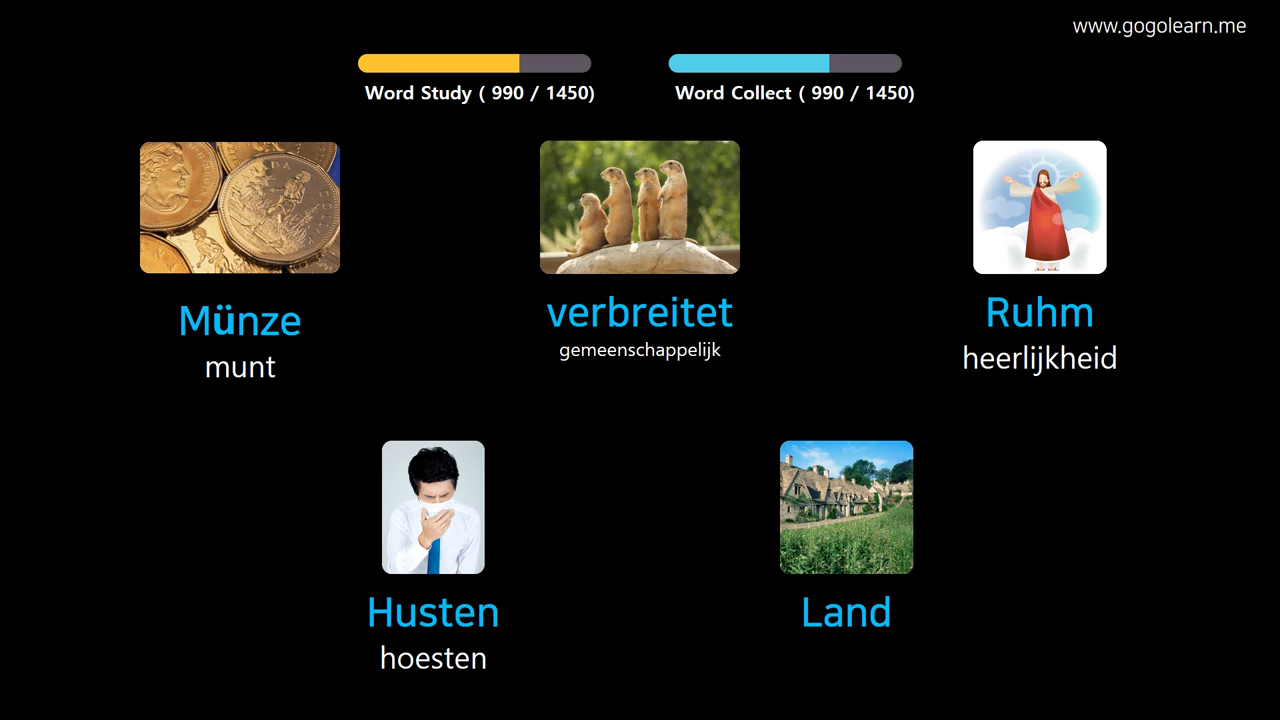 www.gogolearn.me
Word Study ( 990 / 1450)
Word Collect ( 990 / 1450)
Münze
munt
verbreitet
gemeenschappelijk
Ruhm
heerlijkheid
Husten
hoesten
Land